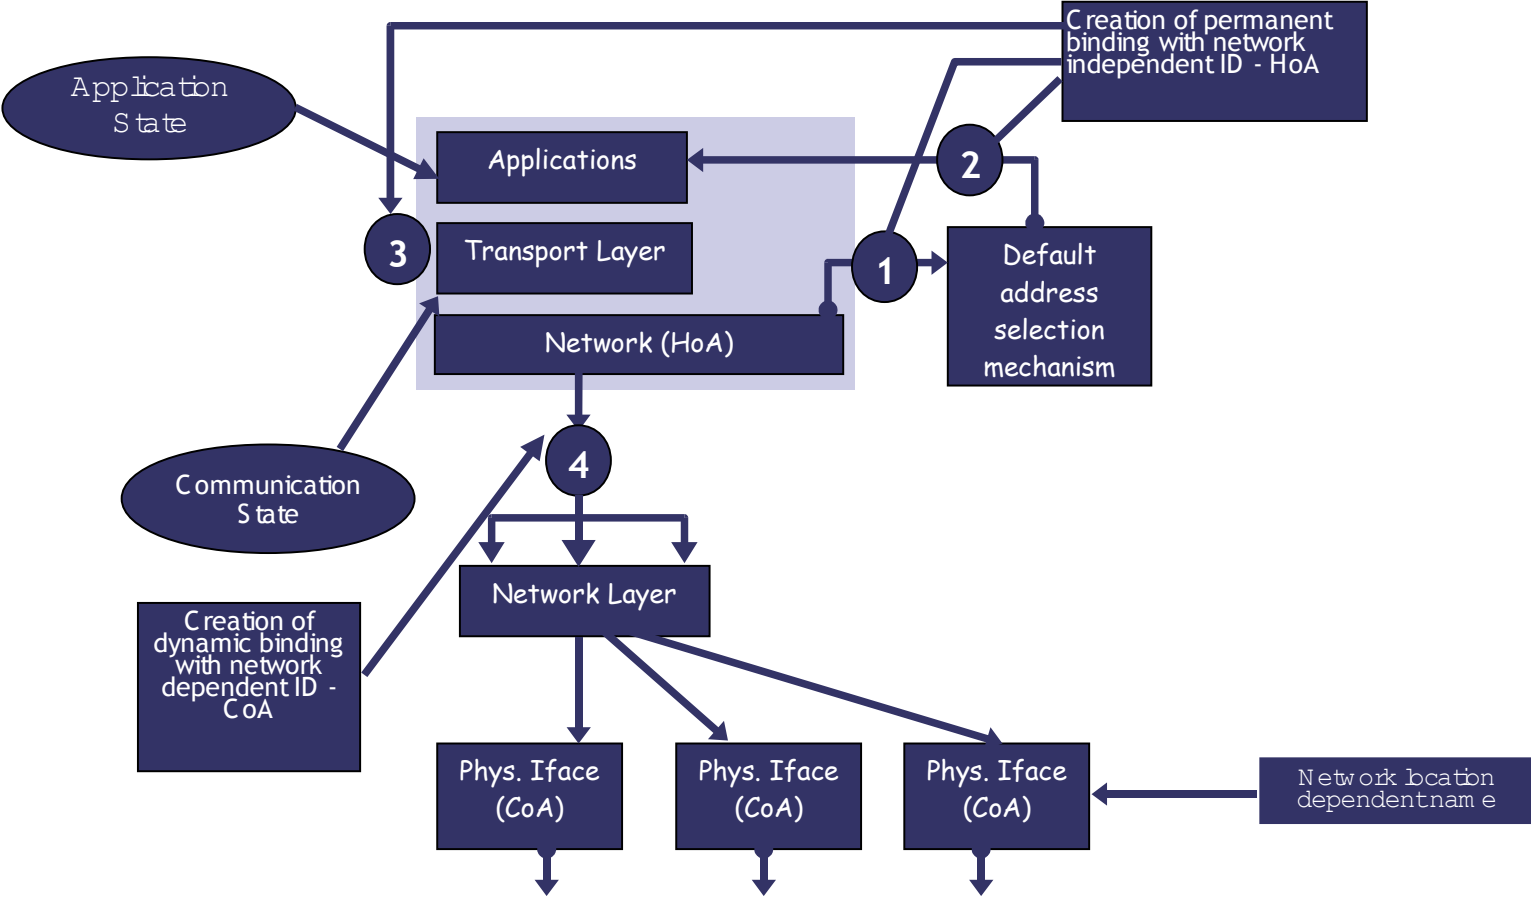 Creation of permanent
binding with network
independent ID - HoA
Application
State
Applications
2
3
Transport Layer
1
Default
address
selection
mechanism
Network (HoA)
4
Communication
State
Network Layer
Creation of
dynamic binding
with network
dependent ID -
CoA
Phys. Iface
(CoA)
Phys. Iface
(CoA)
Phys. Iface
(CoA)
Network location
dependent name